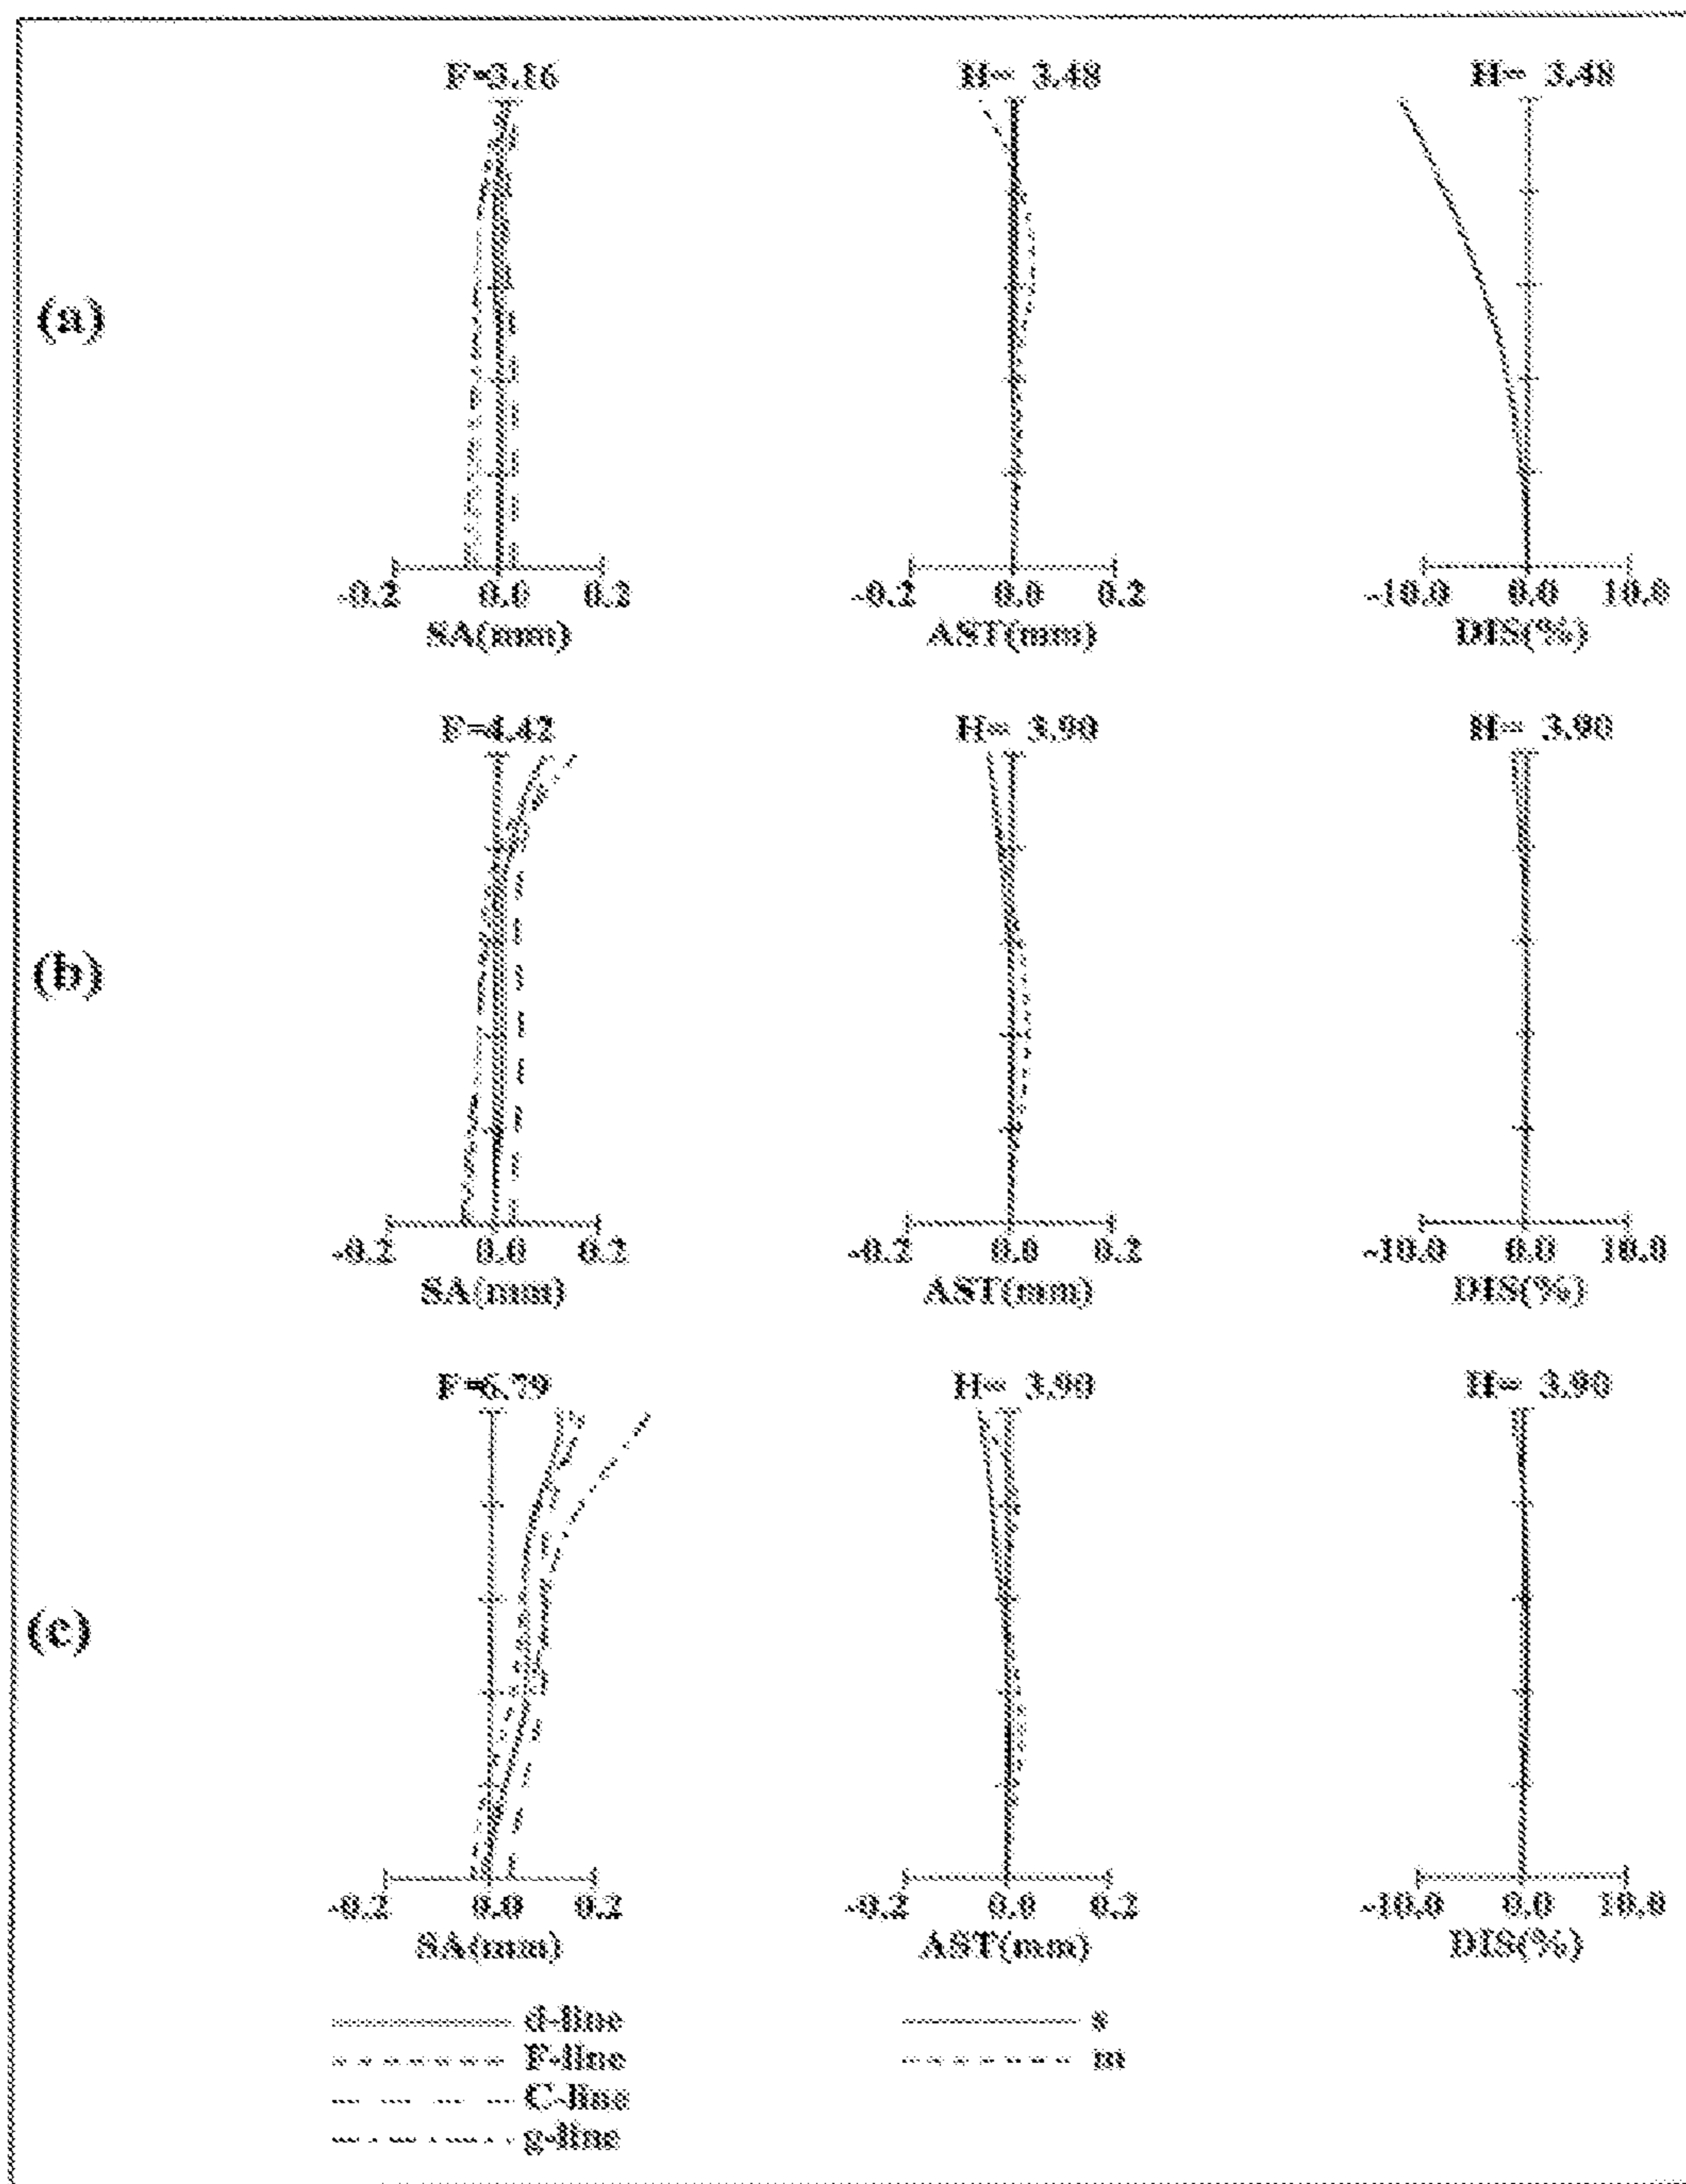 F=3.16 H= 3.48 H= 3.48
(a)
-0.2 0.0 0.2 -0.2 0.0 0.2 -10.0 0.0 10.0
SA(mm) AST(mm) DIS(%)
F=4.42 H= 3.90 H= 3.90
(b)
-0.2 0.0 0.2 -0.2 0.0 0.2 -10.0 0.0 10.0
SA(mm) AST(mm) DIS(%)
H= 3.90 H= 3.90
(c)
-0.2 0.0 0.2 -0.2 0.0 0.2 -10.0 0.0 10.0
SA(mm) AST(mm) DIS(%)
d-line s
F-line m
C-line
g-line